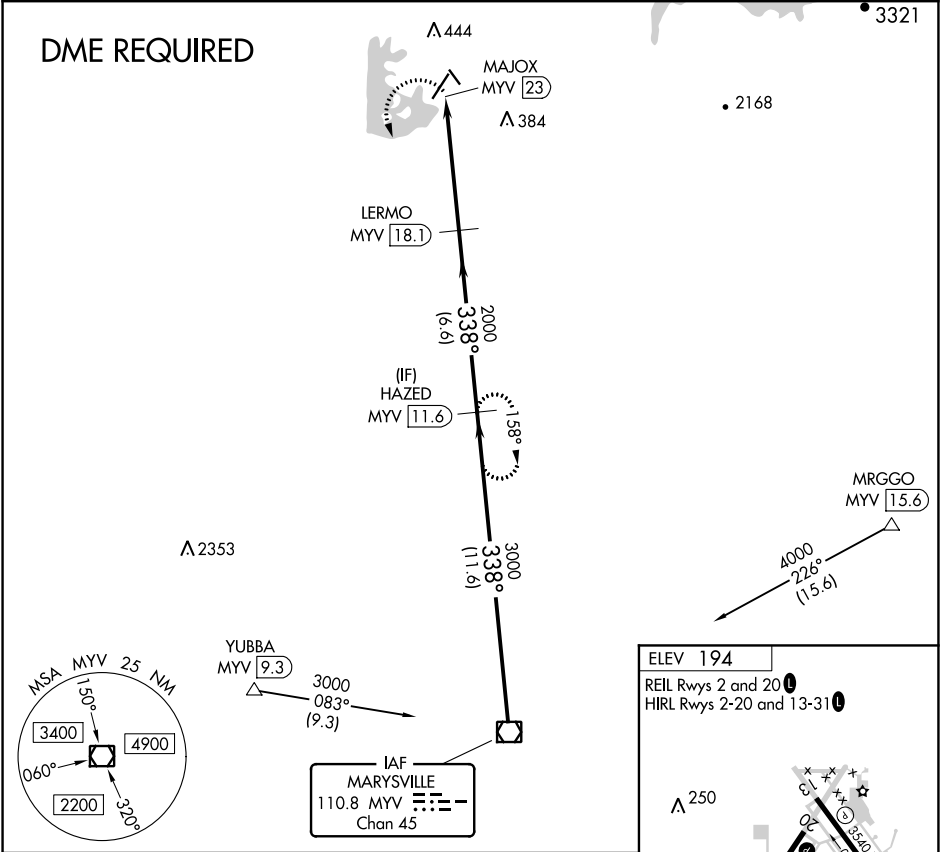 DME REQUIRED
444
3321
MAJOX
MYV 23
2168
384
LERMO
MYV 18.1
2000
338°
(6.6)
(IF)
HAZED
MYV 11.6
158°
MRGGO
MYV 15.6
4000
226°
(15.6)
2353
3000
338°
(11.6)
YUBBA
MYV 9.3
3000
083°
(9.3)
MSA MYV 25 NM
150°
3400
4900
060°
2200
320°
IAF
MARYSVILLE
110.8 MYV
Chan 45
ELEV 194
REIL Rwys 2 and 20 L
HIRL Rwys 2-20 and 13-31 L
250
13
20
3540